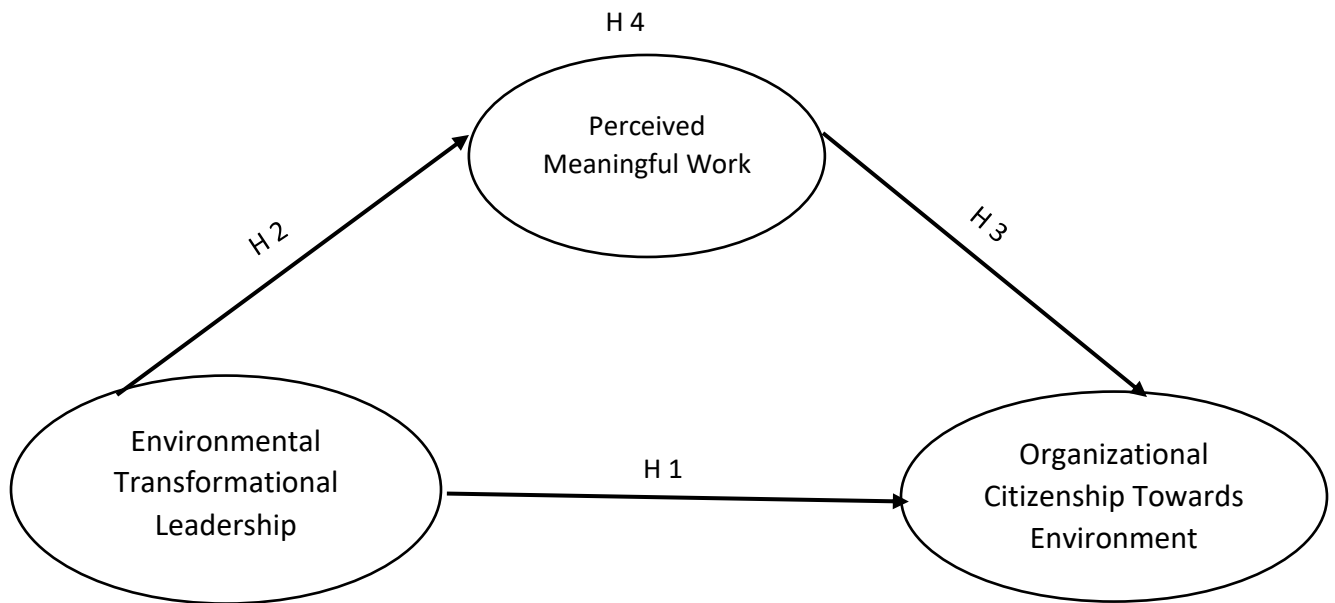 H 4
Perceived
Meaningful Work
H 2
H 3
Environmental
Transformational
Leadership
H 1
Organizational
Citizenship Towards
Environment